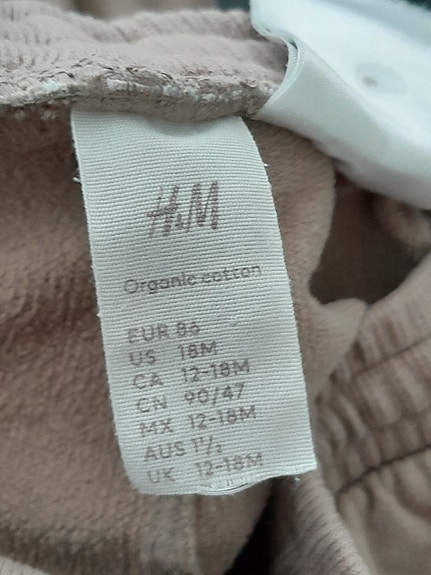 H&M
Organic cotton
EUR 86
US 18M
CA 12-18M
CN 90/47
MX 12-18M
AUS 1½
UK 12-18M